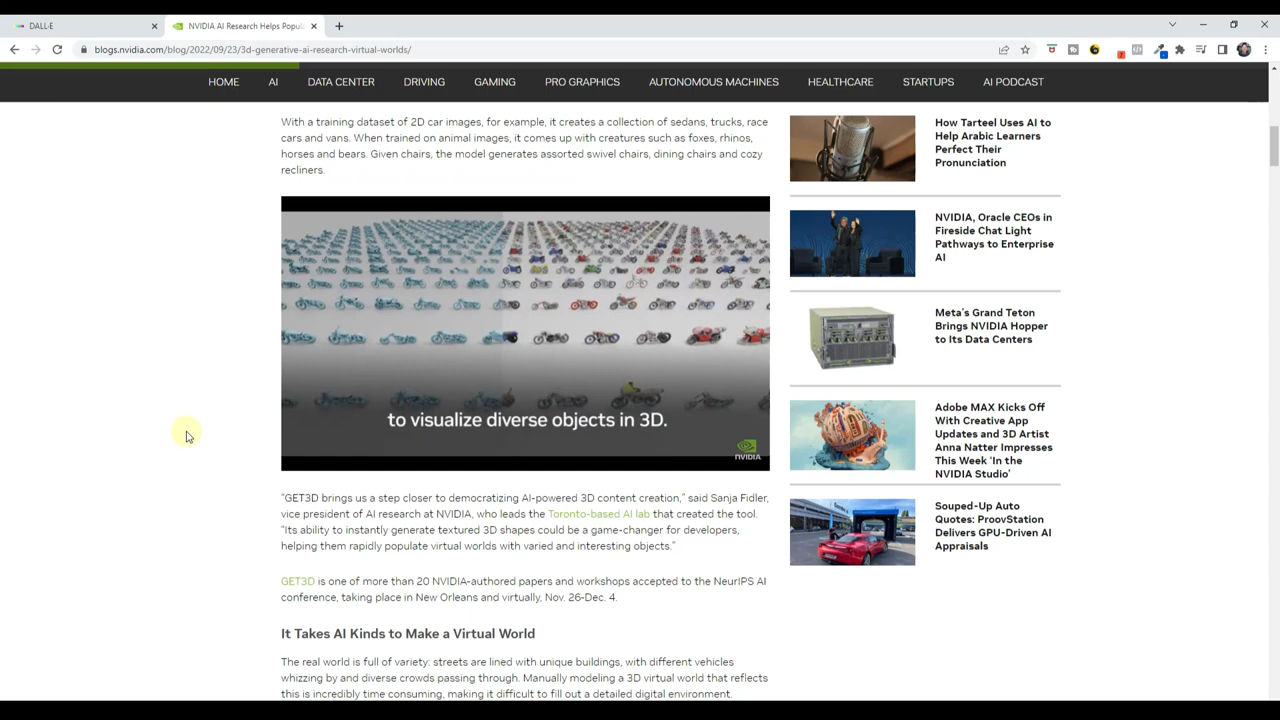 DALL·E
NVIDIA AI Research Helps Popul
blogs.nvidia.com/blog/2022/09/23/3d-generative-ai-research-virtual-worlds/
7
HOME AI DATA CENTER DRIVING GAMING PRO GRAPHICS AUTONOMOUS MACHINES HEALTHCARE STARTUPS AI PODCAST
With a training dataset of 2D car images, for example, it creates a collection of sedans, trucks, race
cars and vans. When trained on animal images, it comes up with creatures such as foxes, rhinos,
horses and bears. Given chairs, the model generates assorted swivel chairs, dining chairs and cozy
recliners.
to visualize diverse objects in 3D.
NVIDIA
"GET3D brings us a step closer to democratizing AI-powered 3D content creation," said Sanja Fidler,
vice president of AI research at NVIDIA, who leads the Toronto-based AI lab that created the tool.
"Its ability to instantly generate textured 3D shapes could be a game-changer for developers,
helping them rapidly populate virtual worlds with varied and interesting objects."
GET3D is one of more than 20 NVIDIA-authored papers and workshops accepted to the NeurIPS AI
conference, taking place in New Orleans and virtually, Nov. 26-Dec. 4.
It Takes AI Kinds to Make a Virtual World
The real world is full of variety: streets are lined with unique buildings, with different vehicles
whizzing by and diverse crowds passing through. Manually modeling a 3D virtual world that reflects
this is incredibly time consuming, making it difficult to fill out a detailed digital environment.
How Tarteel Uses AI to
Help Arabic Learners
Perfect Their
Pronunciation
NVIDIA, Oracle CEOs in
Fireside Chat Light
Pathways to Enterprise
AI
Meta's Grand Teton
Brings NVIDIA Hopper
to Its Data Centers
Adobe MAX Kicks Off
With Creative App
Updates and 3D Artist
Anna Natter Impresses
This Week 'In the
NVIDIA Studio'
Souped-Up Auto
Quotes: ProovStation
Delivers GPU-Driven AI
Appraisals